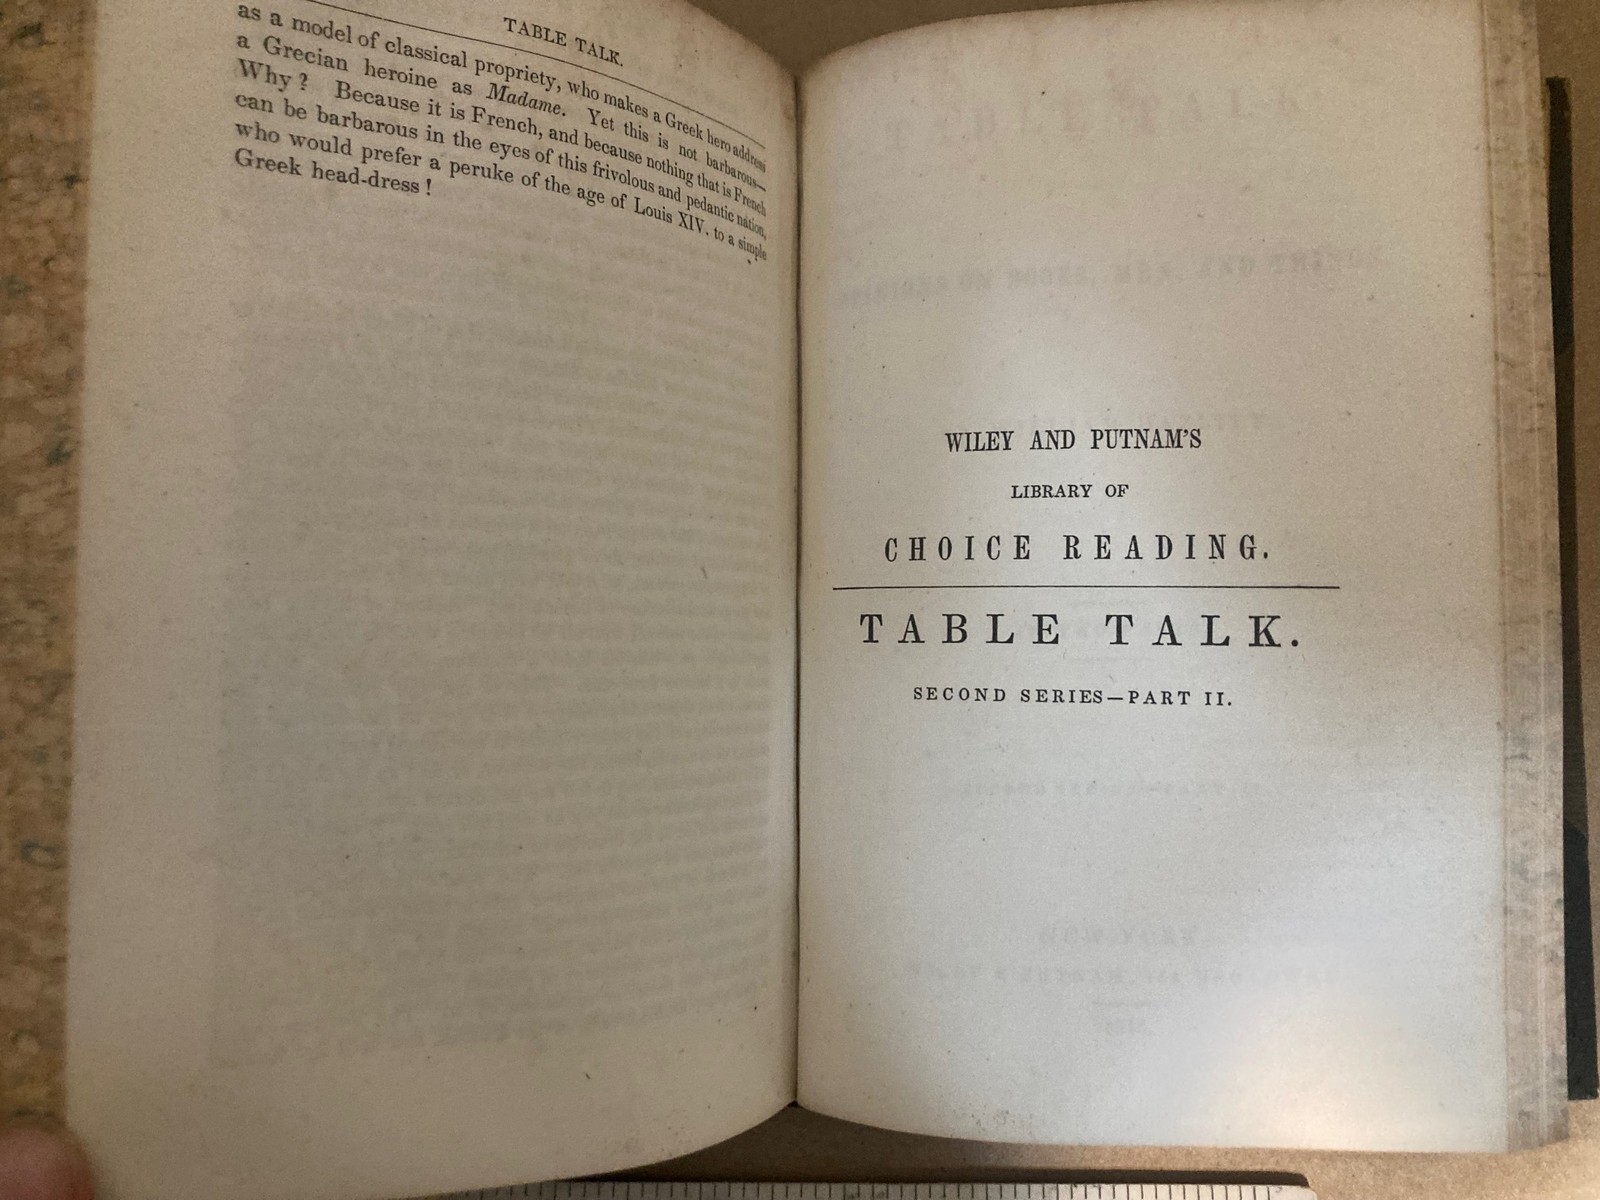 TABLE TALK.
as a model of classical propriety, who makes a Greek hero address
a Grecian heroine as Madame. Yet this is not barbarous—
Why? Because it is French, and because nothing that is French
can be barbarous in the eyes of this frivolous and pedantic nation,
who would prefer a peruke of the age of Louis XIV. to a simple
Greek head-dress!
WILEY AND PUTNAM'S
LIBRARY OF
CHOICE READING.
TABLE TALK.
SECOND SERIES—PART II.